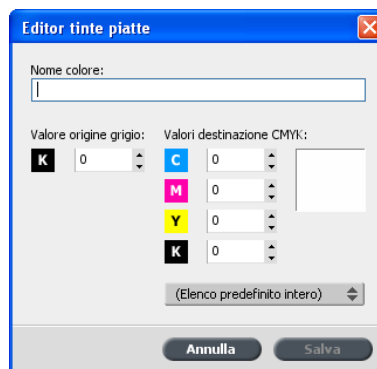 Editor tinte piatte
Nome colore:
Valore origine grigio: Valori destinazione CMYK:
K 0 C 0
M 0
Y 0
K 0
(Elenco predefinito intero)
Annulla Salva